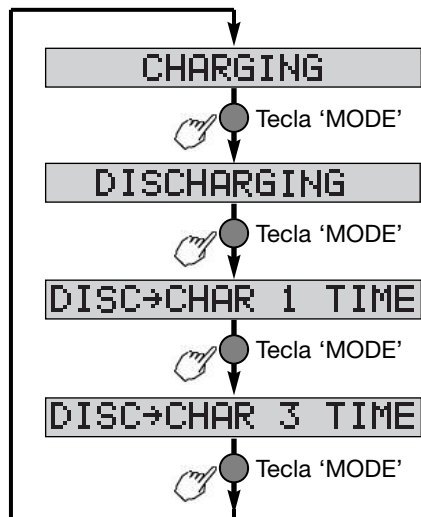 CHARGING
Tecla ‘MODE’
DISCHARGING
Tecla ‘MODE’
DISC→CHAR 1 TIME
Tecla ‘MODE’
DISC→CHAR 3 TIME
Tecla ‘MODE’